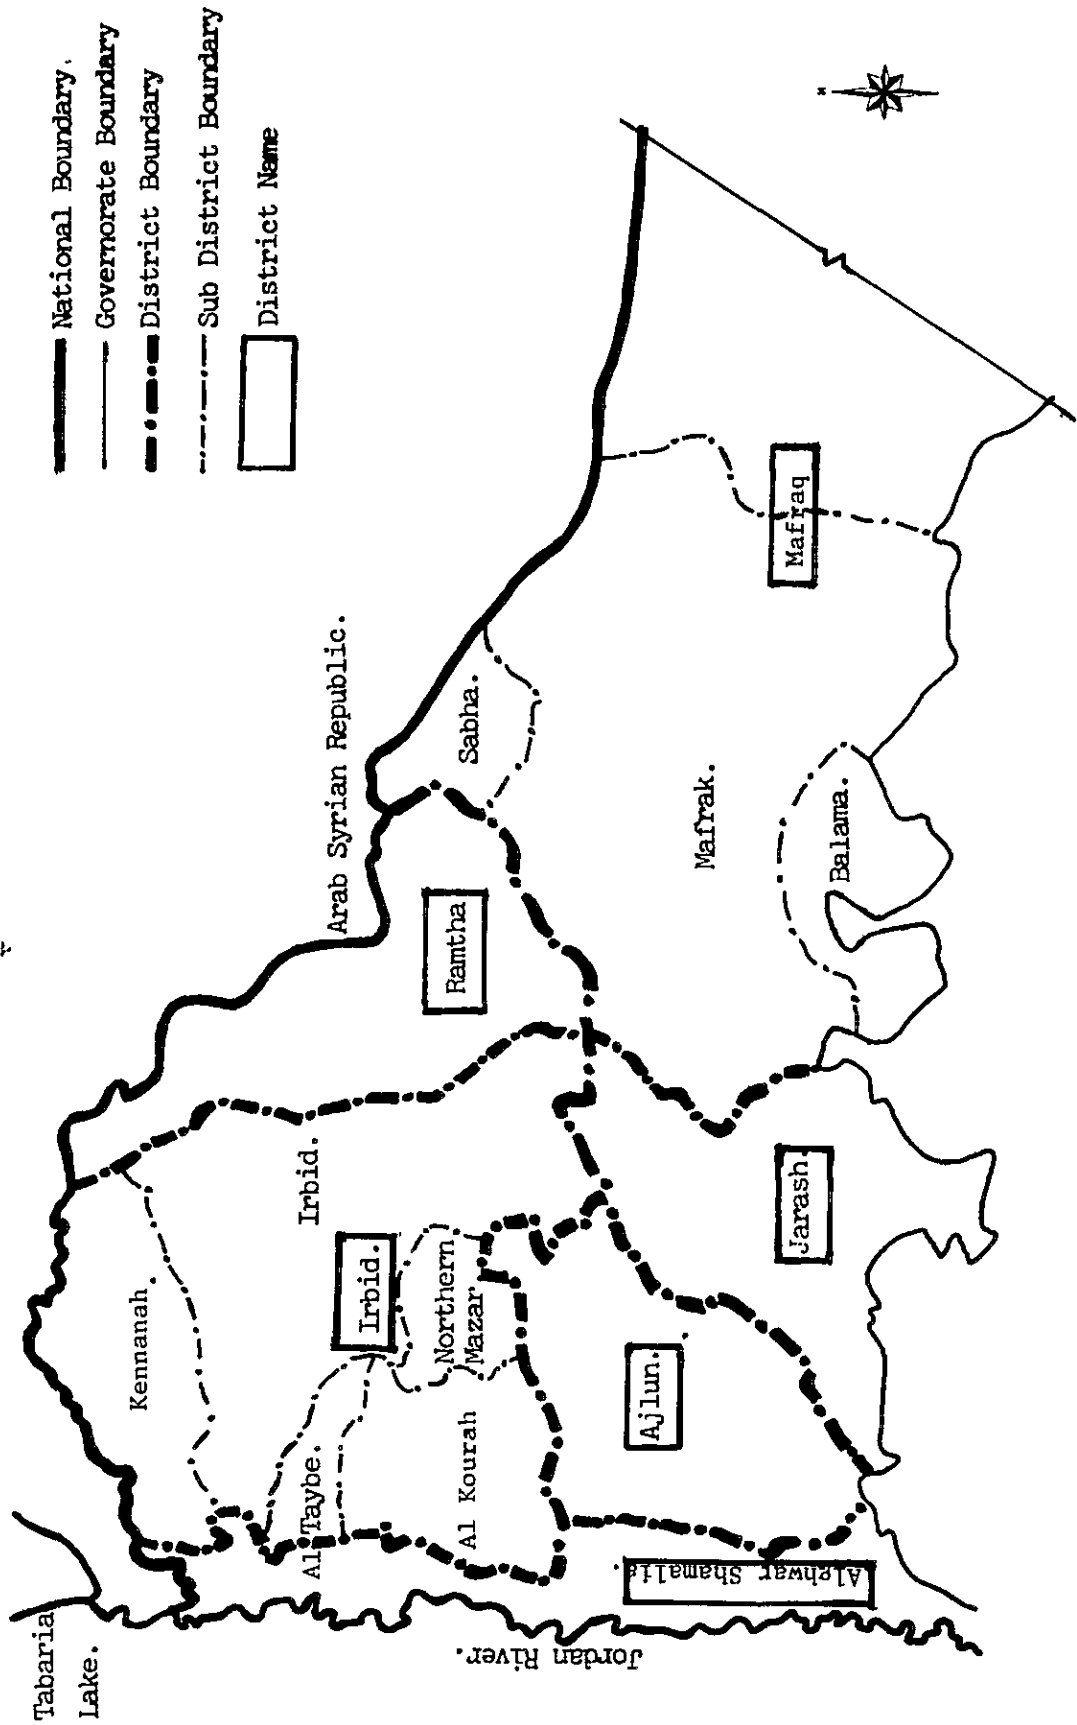 National Boundary.
Governorate Boundary
District Boundary
Sub District Boundary
District Name
N
Tabaria
Lake.
Arab Syrian Republic.
Kennanah.
Irbid.
Irbid.
Al Taybe.
Northern
Mazar
Al Kourah
Ramtha
Sabha.
Ajlun.
Jarash.
Mafrak.
Mafraq
Balama.
Alghwar Shamalia.
Jordan River.